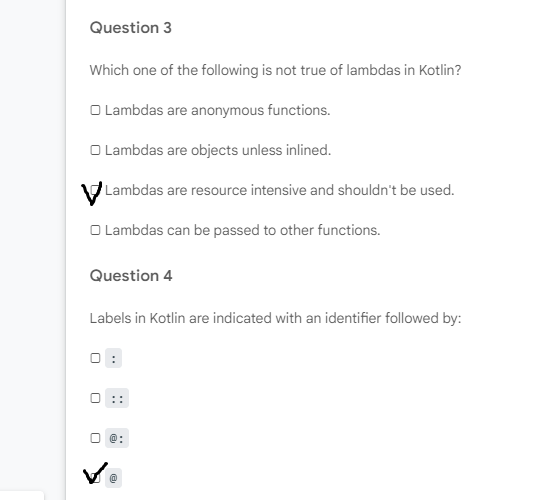 Question 3
Which one of the following is not true of lambdas in Kotlin?
Lambdas are anonymous functions.
Lambdas are objects unless inlined.
Lambdas are resource intensive and shouldn't be used.
Lambdas can be passed to other functions.
Question 4
Labels in Kotlin are indicated with an identifier followed by:
:
::
@:
@